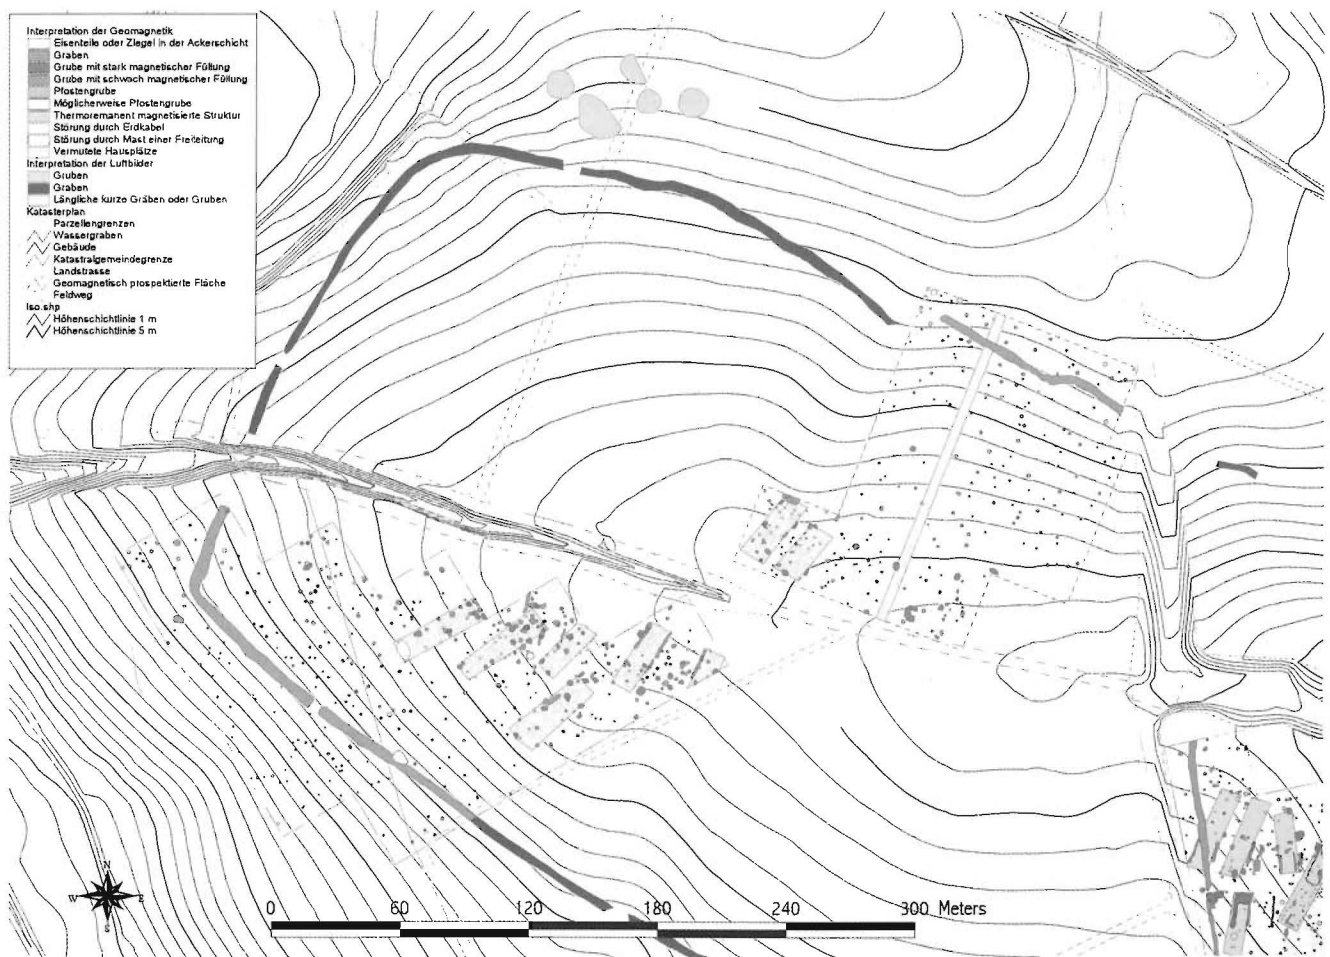 Interpretation der Geomagnetik
Eisenteile oder Ziegel in der Ackerschicht
Graben
Grube mit stark magnetischer Füllung
Grube mit schwach magnetischer Füllung
Pfostengrube
Möglicherweise Pfostengrube
Thermoremanent magnetisierte Struktur
Störung durch Erdkabel
Störung durch Mast einer Freileitung
Vermutete Hausplätze
Interpretation der Luftbilder
Gruben
Graben
Längliche kurze Gräben oder Gruben
Katasterplan
Parzellengrenzen
Wassergraben
Gebäude
Katastralgemeindegrenze
Landstrasse
Geomagnetisch prospektierte Fläche
Feldweg
Iso.shp
Höhenschichtlinie 1 m
Höhenschichtlinie 5 m
N
W E
S
0 60 120 180 240 300 Meters